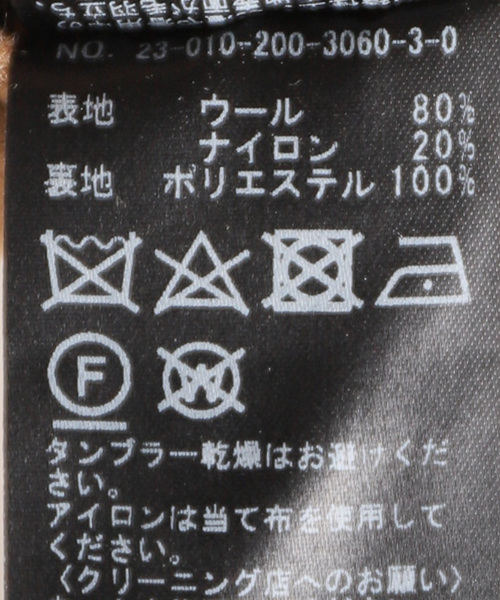 NO. 23-010-200-3060-3-0
表地 ウール 80%
ナイロン 20%
裏地 ポリエステル 100%
F
W
タンブラー乾燥はお避けくだ
さい。
アイロンは当て布を使用して
ください。
〈クリーニング店へのお願い〉